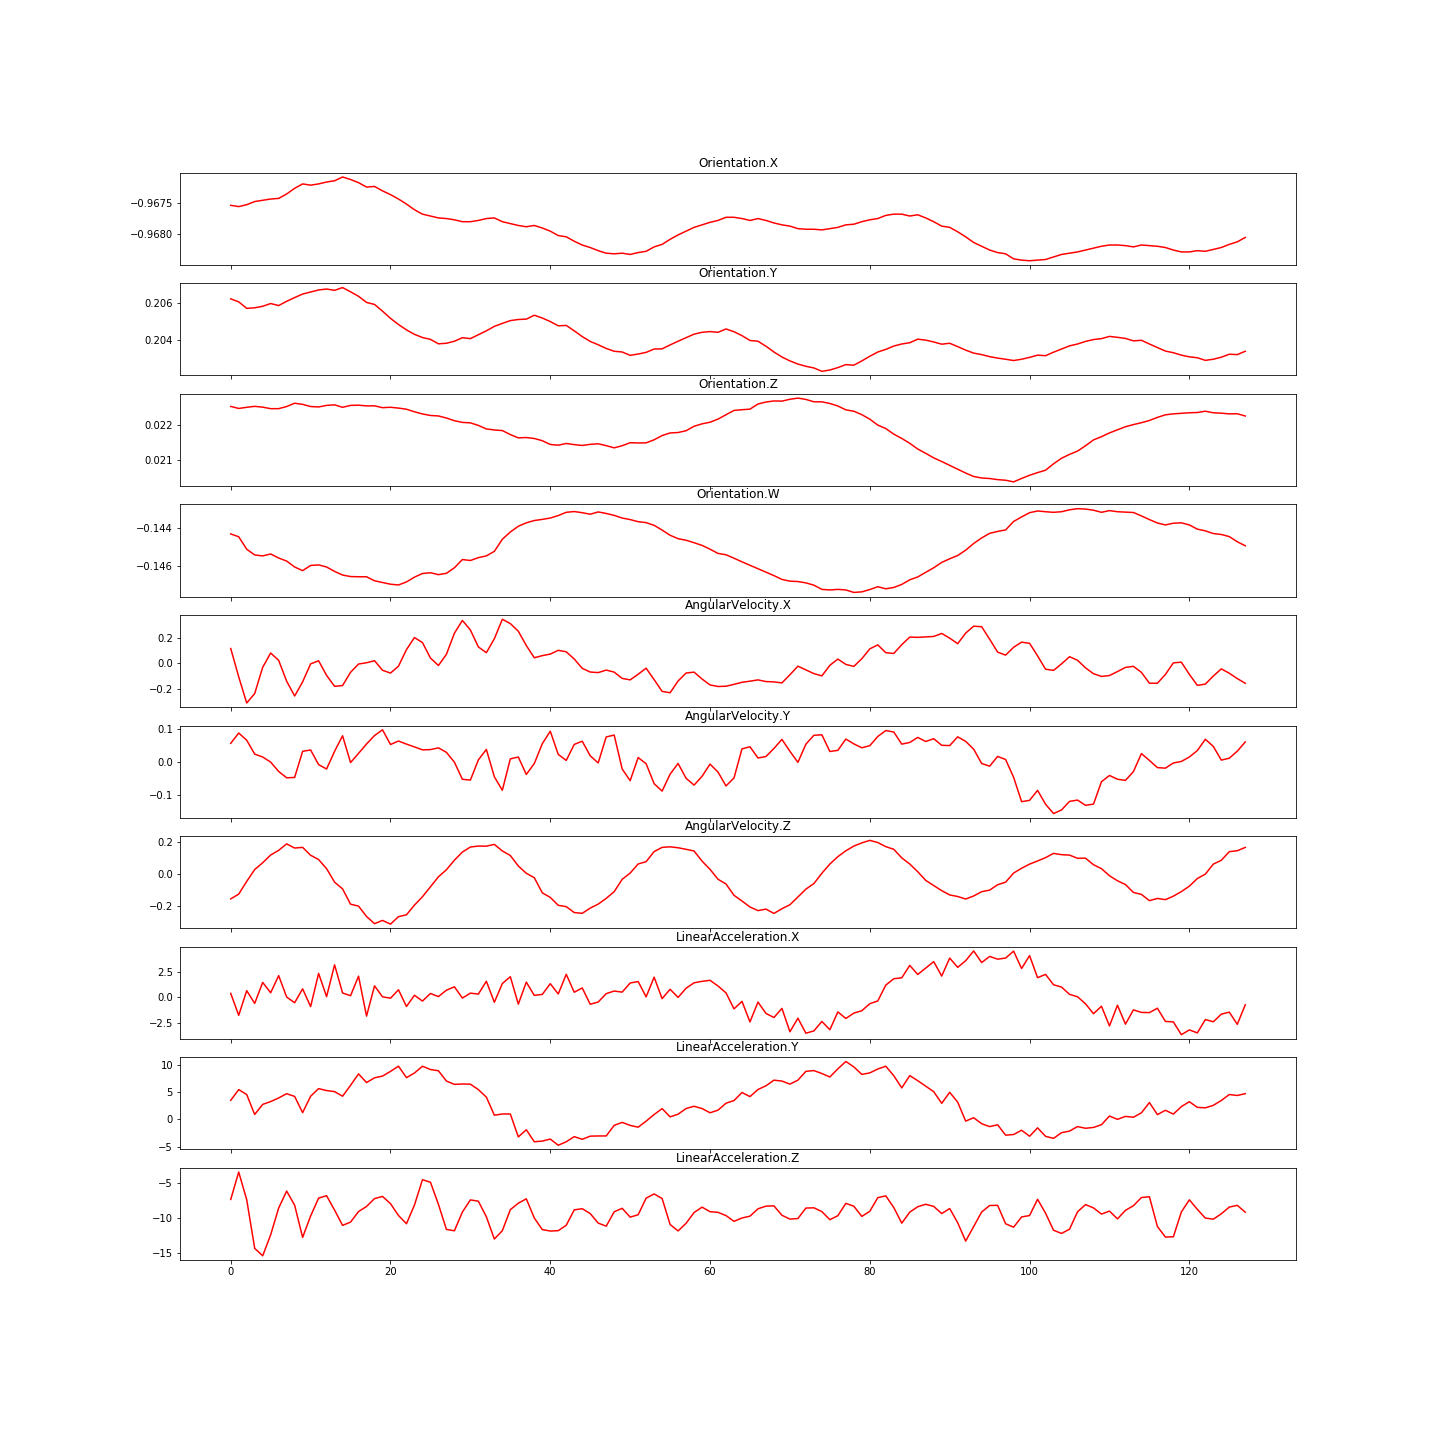 Orientation.X
−0.9675
−0.9680
Orientation.Y
0.206
0.204
Orientation.Z
0.022
0.021
Orientation.W
−0.144
−0.146
AngularVelocity.X
0.2
0.0
−0.2
AngularVelocity.Y
0.1
0.0
−0.1
AngularVelocity.Z
0.2
0.0
−0.2
LinearAcceleration.X
2.5
0.0
−2.5
LinearAcceleration.Y
10
5
0
−5
LinearAcceleration.Z
−5
−10
−15
0 20 40 60 80 100 120